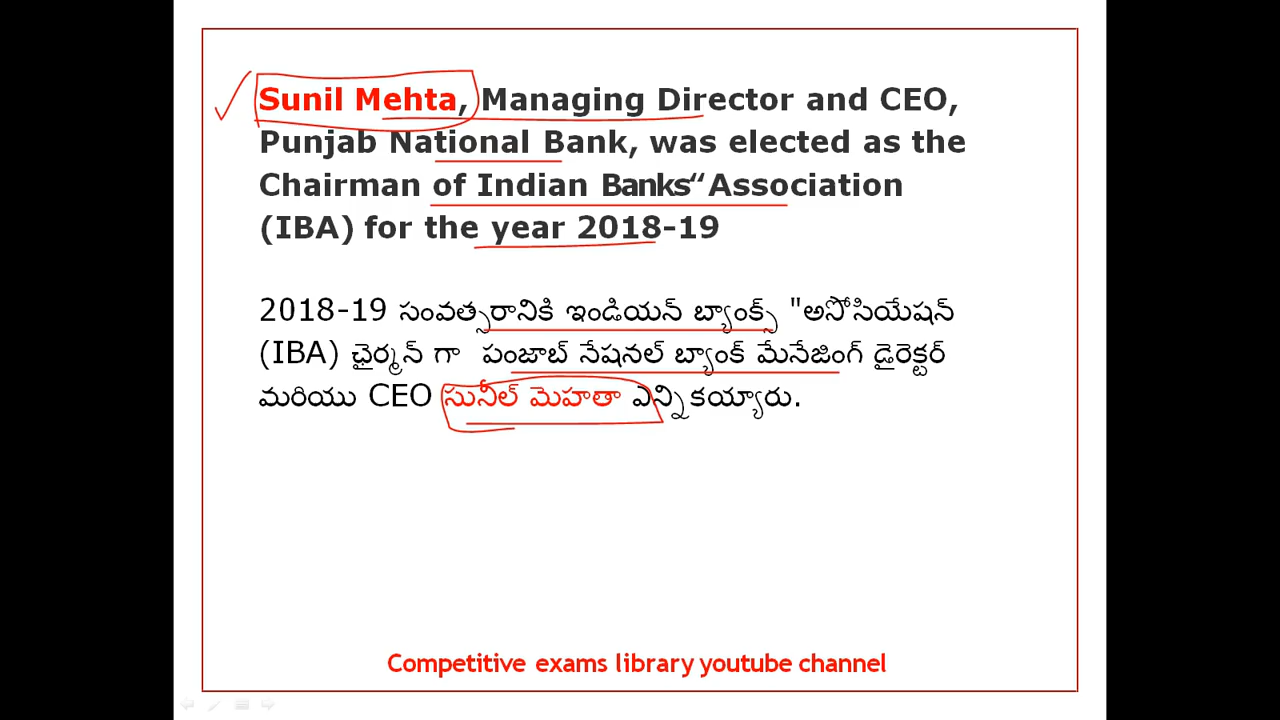 Sunil Mehta, Managing Director and CEO,
Punjab National Bank, was elected as the
Chairman of Indian Banks“Association
(IBA) for the year 2018-19
2018-19 సంవత్సరానికి ఇండియన్ బ్యాంక్స్ "అసోసియేషన్
(IBA) ఛైర్మన్ గా పంజాబ్ నేషనల్ బ్యాంక్ మేనేజింగ్ డైరెక్టర్
మరియు CEO సునీల్ మెహతా ఎన్నికయ్యారు.
Competitive exams library youtube channel